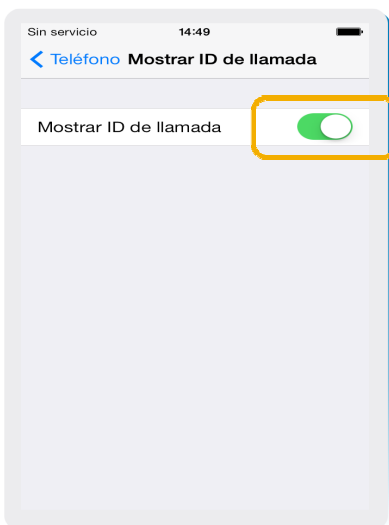 Sin servicio 14:49
Teléfono Mostrar ID de llamada
Mostrar ID de llamada